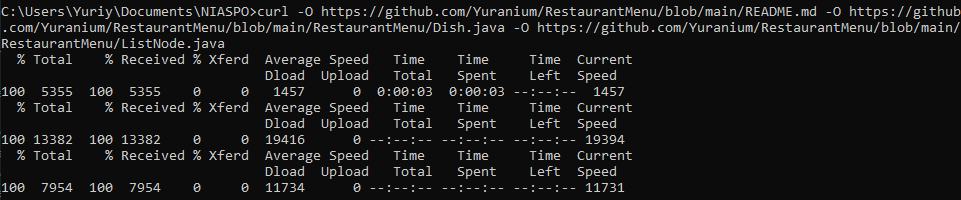 C:\Users\Yuriy\Documents\NIASPO>curl -O https://github.com/Yuranium/RestaurantMenu/blob/main/README.md -O https://github
.com/Yuranium/RestaurantMenu/blob/main/RestaurantMenu/Dish.java -O https://github.com/Yuranium/RestaurantMenu/blob/main/
RestaurantMenu/ListNode.java
  % Total    % Received % Xferd  Average Speed   Time    Time     Time  Current
                                 Dload  Upload   Total   Spent    Left  Speed
100  5355  100  5355    0     0   1457      0  0:00:03  0:00:03 --:--:--  1457
  % Total    % Received % Xferd  Average Speed   Time    Time     Time  Current
                                 Dload  Upload   Total   Spent    Left  Speed
100 13382  100 13382    0     0  19416      0 --:--:-- --:--:-- --:--:-- 19394
  % Total    % Received % Xferd  Average Speed   Time    Time     Time  Current
                                 Dload  Upload   Total   Spent    Left  Speed
100  7954  100  7954    0     0  11734      0 --:--:-- --:--:-- --:--:-- 11731